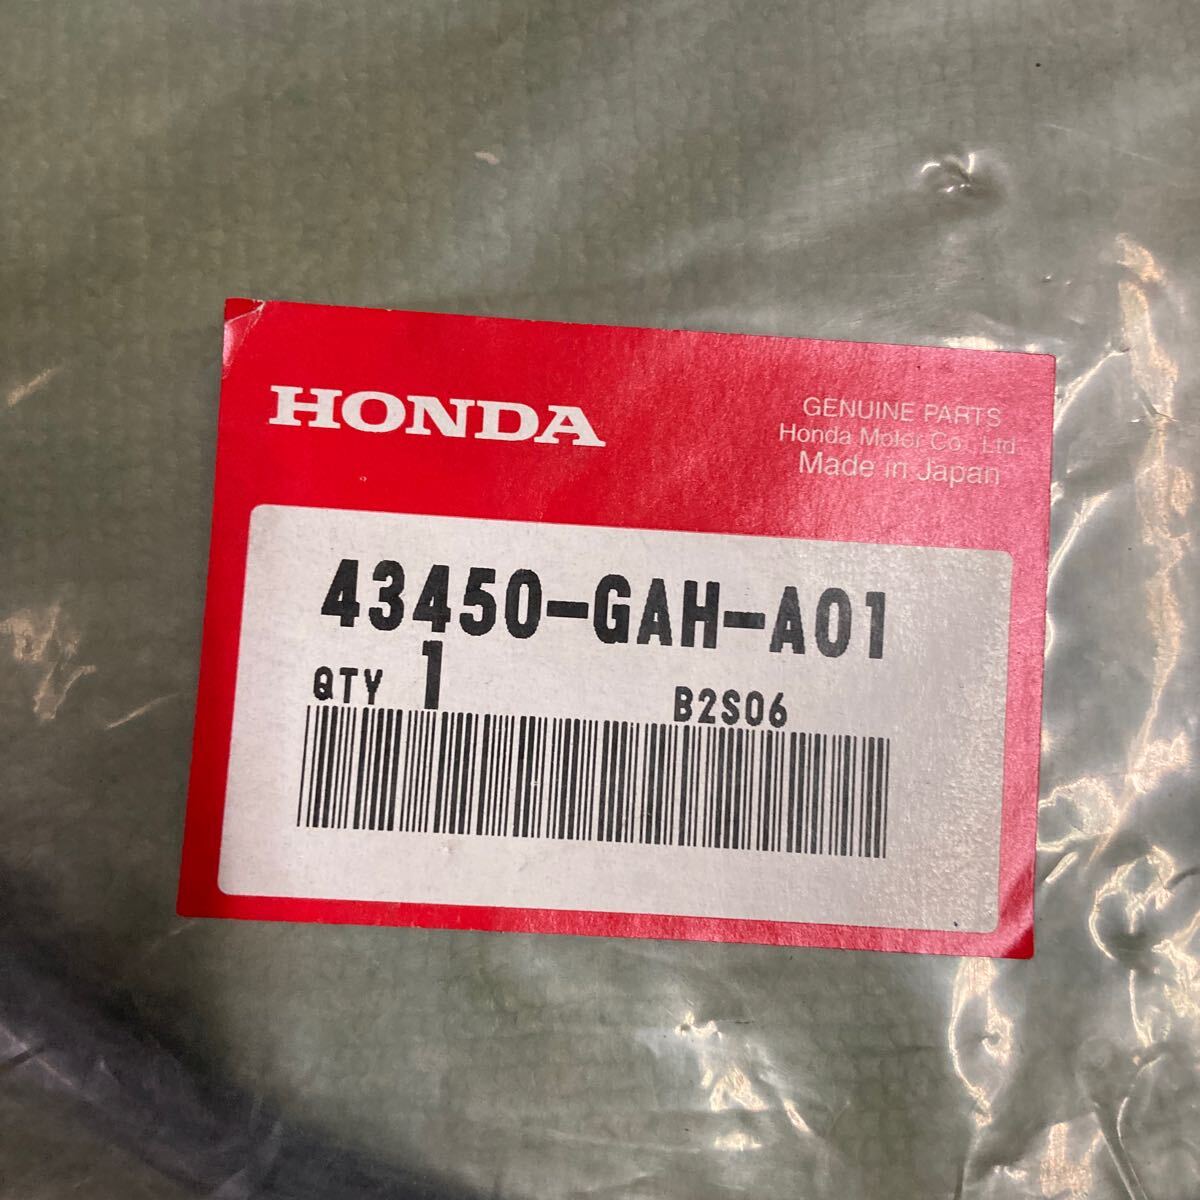 HONDA
GENUINE PARTS
Honda Motor Co., Ltd.
Made in Japan
43450-GAH-A01
QTY 1 B2S06